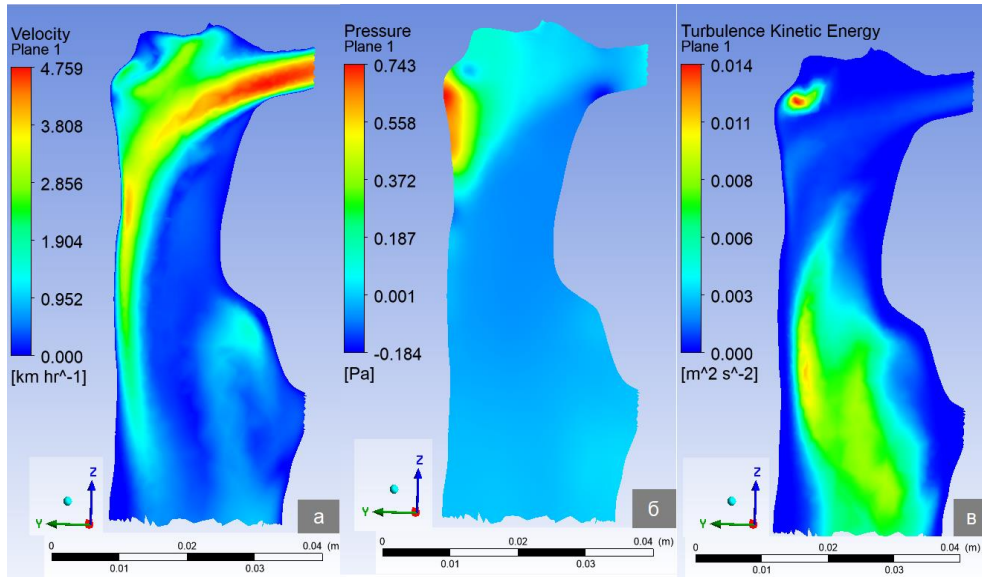 Velocity
Plane 1
4.759
3.808
2.856
1.904
0.952
0.000
[km hr^-1]
Z
Y
а
0 0.02 0.04 (m)
0.01 0.03
Pressure
Plane 1
0.743
0.558
0.372
0.187
0.001
-0.184
[Pa]
Z
Y
б
0 0.02 0.04 (m)
0.01 0.03
Turbulence Kinetic Energy
Plane 1
0.014
0.011
0.008
0.006
0.003
0.000
[m^2 s^-2]
Z
Y
в
0 0.02 0.04 (m)
0.01 0.03